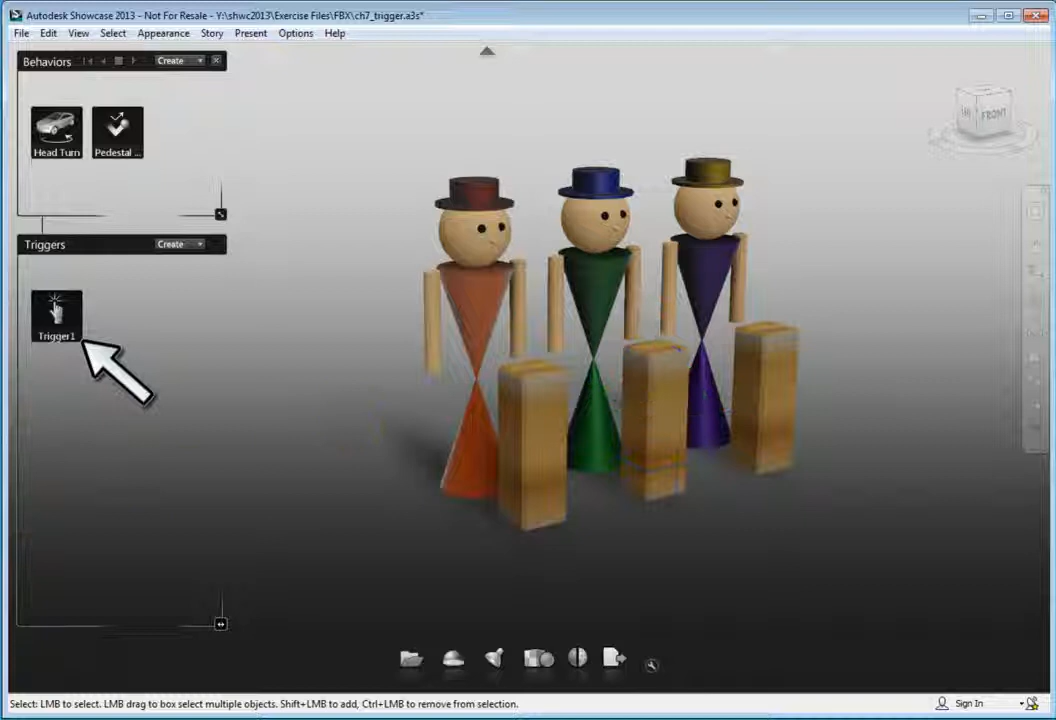 Autodesk Showcase 2013 - Not For Resale - Y:\shwc2013\Exercise Files\FBX\ch7_trigger.a3s*
File Edit View Select Appearance Story Present Options Help
Behaviors Create
Head Turn Pedestal ...
FRONT
Triggers Create
Trigger1
Select: LMB to select. LMB drag to box select multiple objects. Shift+LMB to add, Ctrl+LMB to remove from selection. Sign In